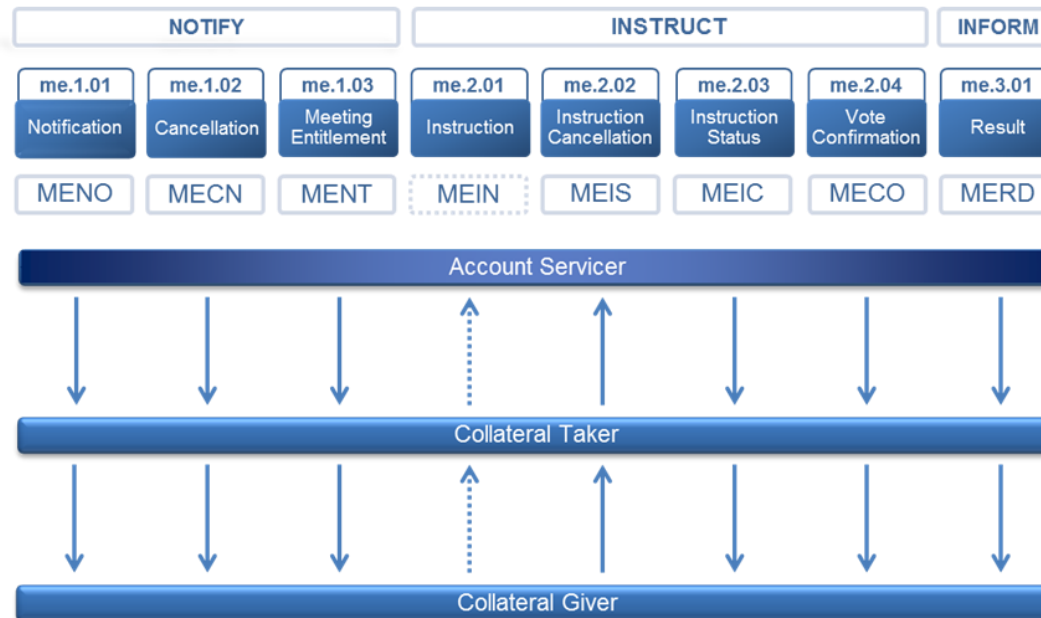 NOTIFY
INSTRUCT
INFORM
me.1.01
me.1.02
me.1.03
me.2.01
me.2.02
me.2.03
me.2.04
me.3.01
Notification
Cancellation
Meeting
Entitlement
Instruction
Instruction
Cancellation
Instruction
Status
Vote
Confirmation
Result
MENO
MECN
MENT
MEIN
MEIS
MEIC
MECO
MERD
Account Servicer
Collateral Taker
Collateral Giver